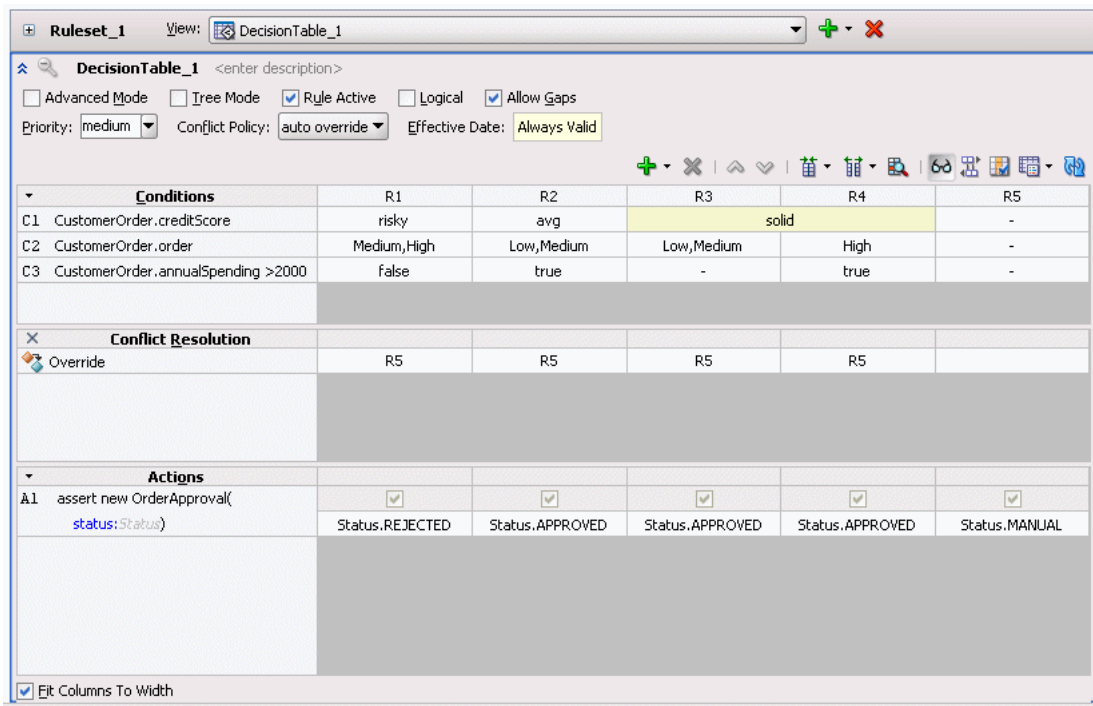 Ruleset_1 View: DecisionTable_1
DecisionTable_1 <enter description>
Advanced Mode Tree Mode Rule Active Logical Allow Gaps
Priority: medium Conflict Policy: auto override Effective Date: Always Valid
Conditions R1 R2 R3 R4 R5
C1 CustomerOrder.creditScore risky avg solid -
C2 CustomerOrder.order Medium,High Low,Medium Low,Medium High -
C3 CustomerOrder.annualSpending >2000 false true - true -
Conflict Resolution
Override R5 R5 R5 R5
Actions
A1 assert new OrderApproval(
status:Status) Status.REJECTED Status.APPROVED Status.APPROVED Status.APPROVED Status.MANUAL
Fit Columns To Width